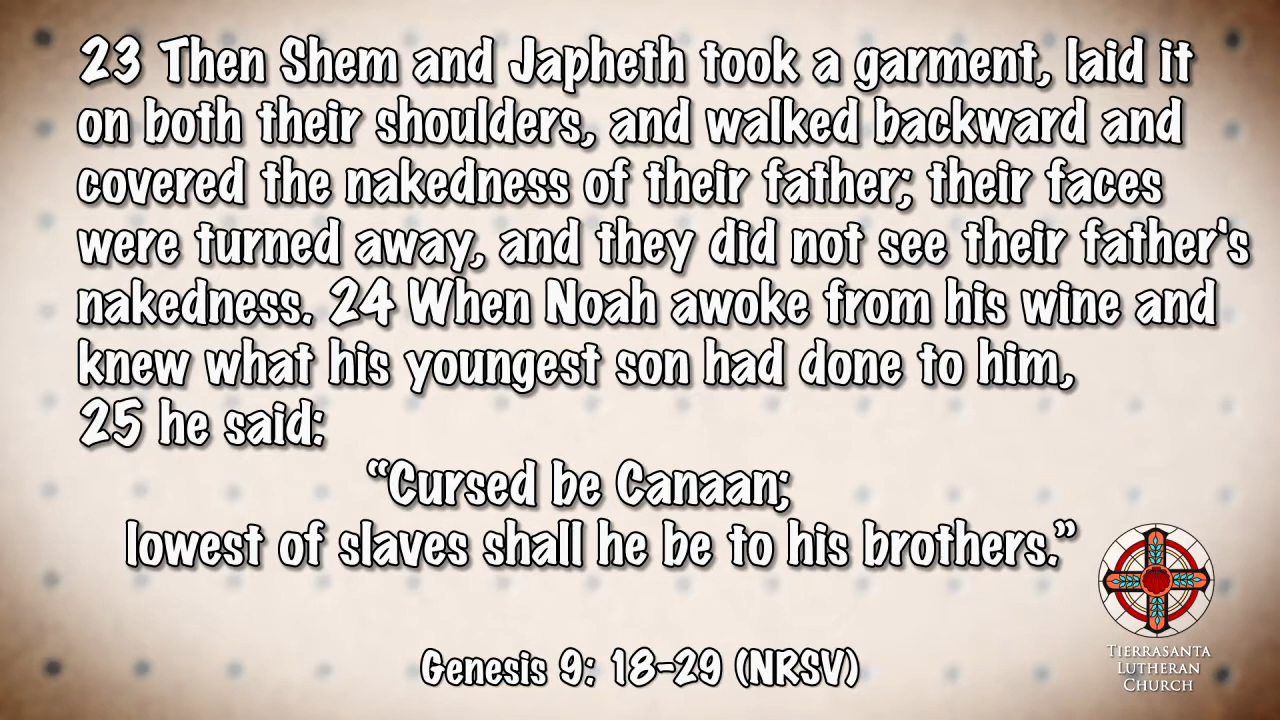 23 Then Shem and Japheth took a garment, laid it
on both their shoulders, and walked backward and
covered the nakedness of their father; their faces
were turned away, and they did not see their father's
nakedness. 24 When Noah awoke from his wine and
knew what his youngest son had done to him,
25 he said:
“Cursed be Canaan;
lowest of slaves shall he be to his brothers.”
Genesis 9: 18-29 (NRSV)
TIERRASANTA
LUTHERAN
CHURCH